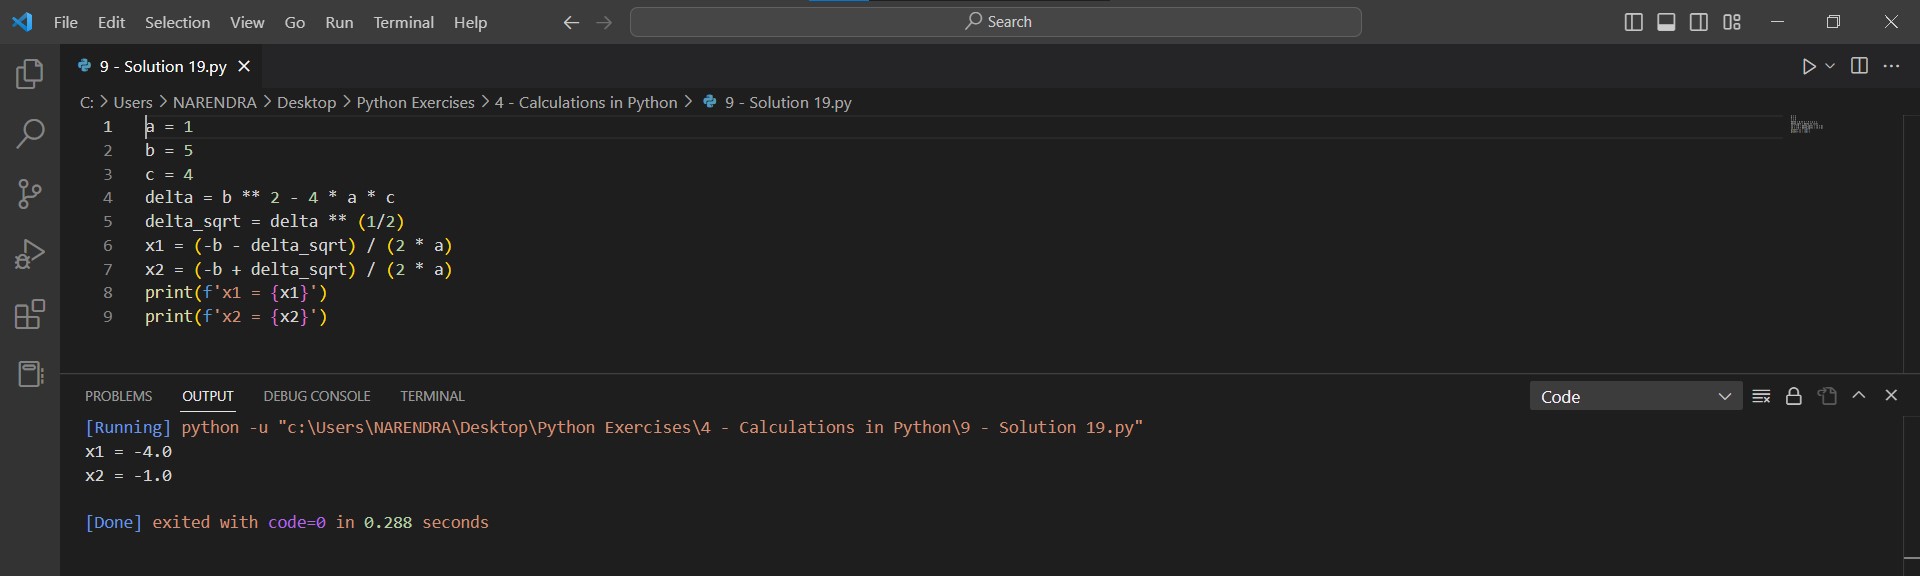 File Edit Selection View Go Run Terminal Help Search
9 - Solution 19.py
C: > Users > NARENDRA > Desktop > Python Exercises > 4 - Calculations in Python > 9 - Solution 19.py
1 a = 1
2 b = 5
3 c = 4
4 delta = b ** 2 - 4 * a * c
5 delta_sqrt = delta ** (1/2)
6 x1 = (-b - delta_sqrt) / (2 * a)
7 x2 = (-b + delta_sqrt) / (2 * a)
8 print(f'x1 = {x1}')
9 print(f'x2 = {x2}')
PROBLEMS OUTPUT DEBUG CONSOLE TERMINAL Code
[Running] python -u "c:\Users\NARENDRA\Desktop\Python Exercises\4 - Calculations in Python\9 - Solution 19.py"
x1 = -4.0
x2 = -1.0
[Done] exited with code=0 in 0.288 seconds